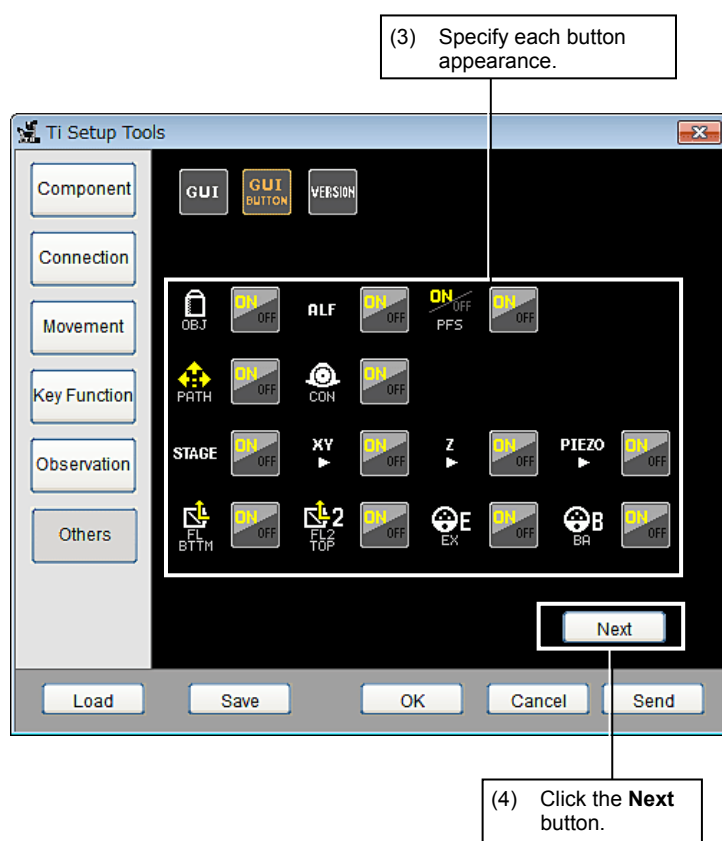 (3) Specify each button
appearance.
Ti Setup Tools
Component
Connection
Movement
Key Function
Observation
Others
GUI
GUI
BUTTON
VERSION
OBJ
ON
OFF
ALF
ON
OFF
ON
OFF
PFS
ON
OFF
PATH
ON
OFF
CON
ON
OFF
STAGE
ON
OFF
XY
ON
OFF
Z
ON
OFF
PIEZO
ON
OFF
FL
BTTM
ON
OFF
2
FL2
TOP
ON
OFF
E
EX
ON
OFF
B
BA
ON
OFF
Next
Load
Save
OK
Cancel
Send
(4) Click the Next
button.